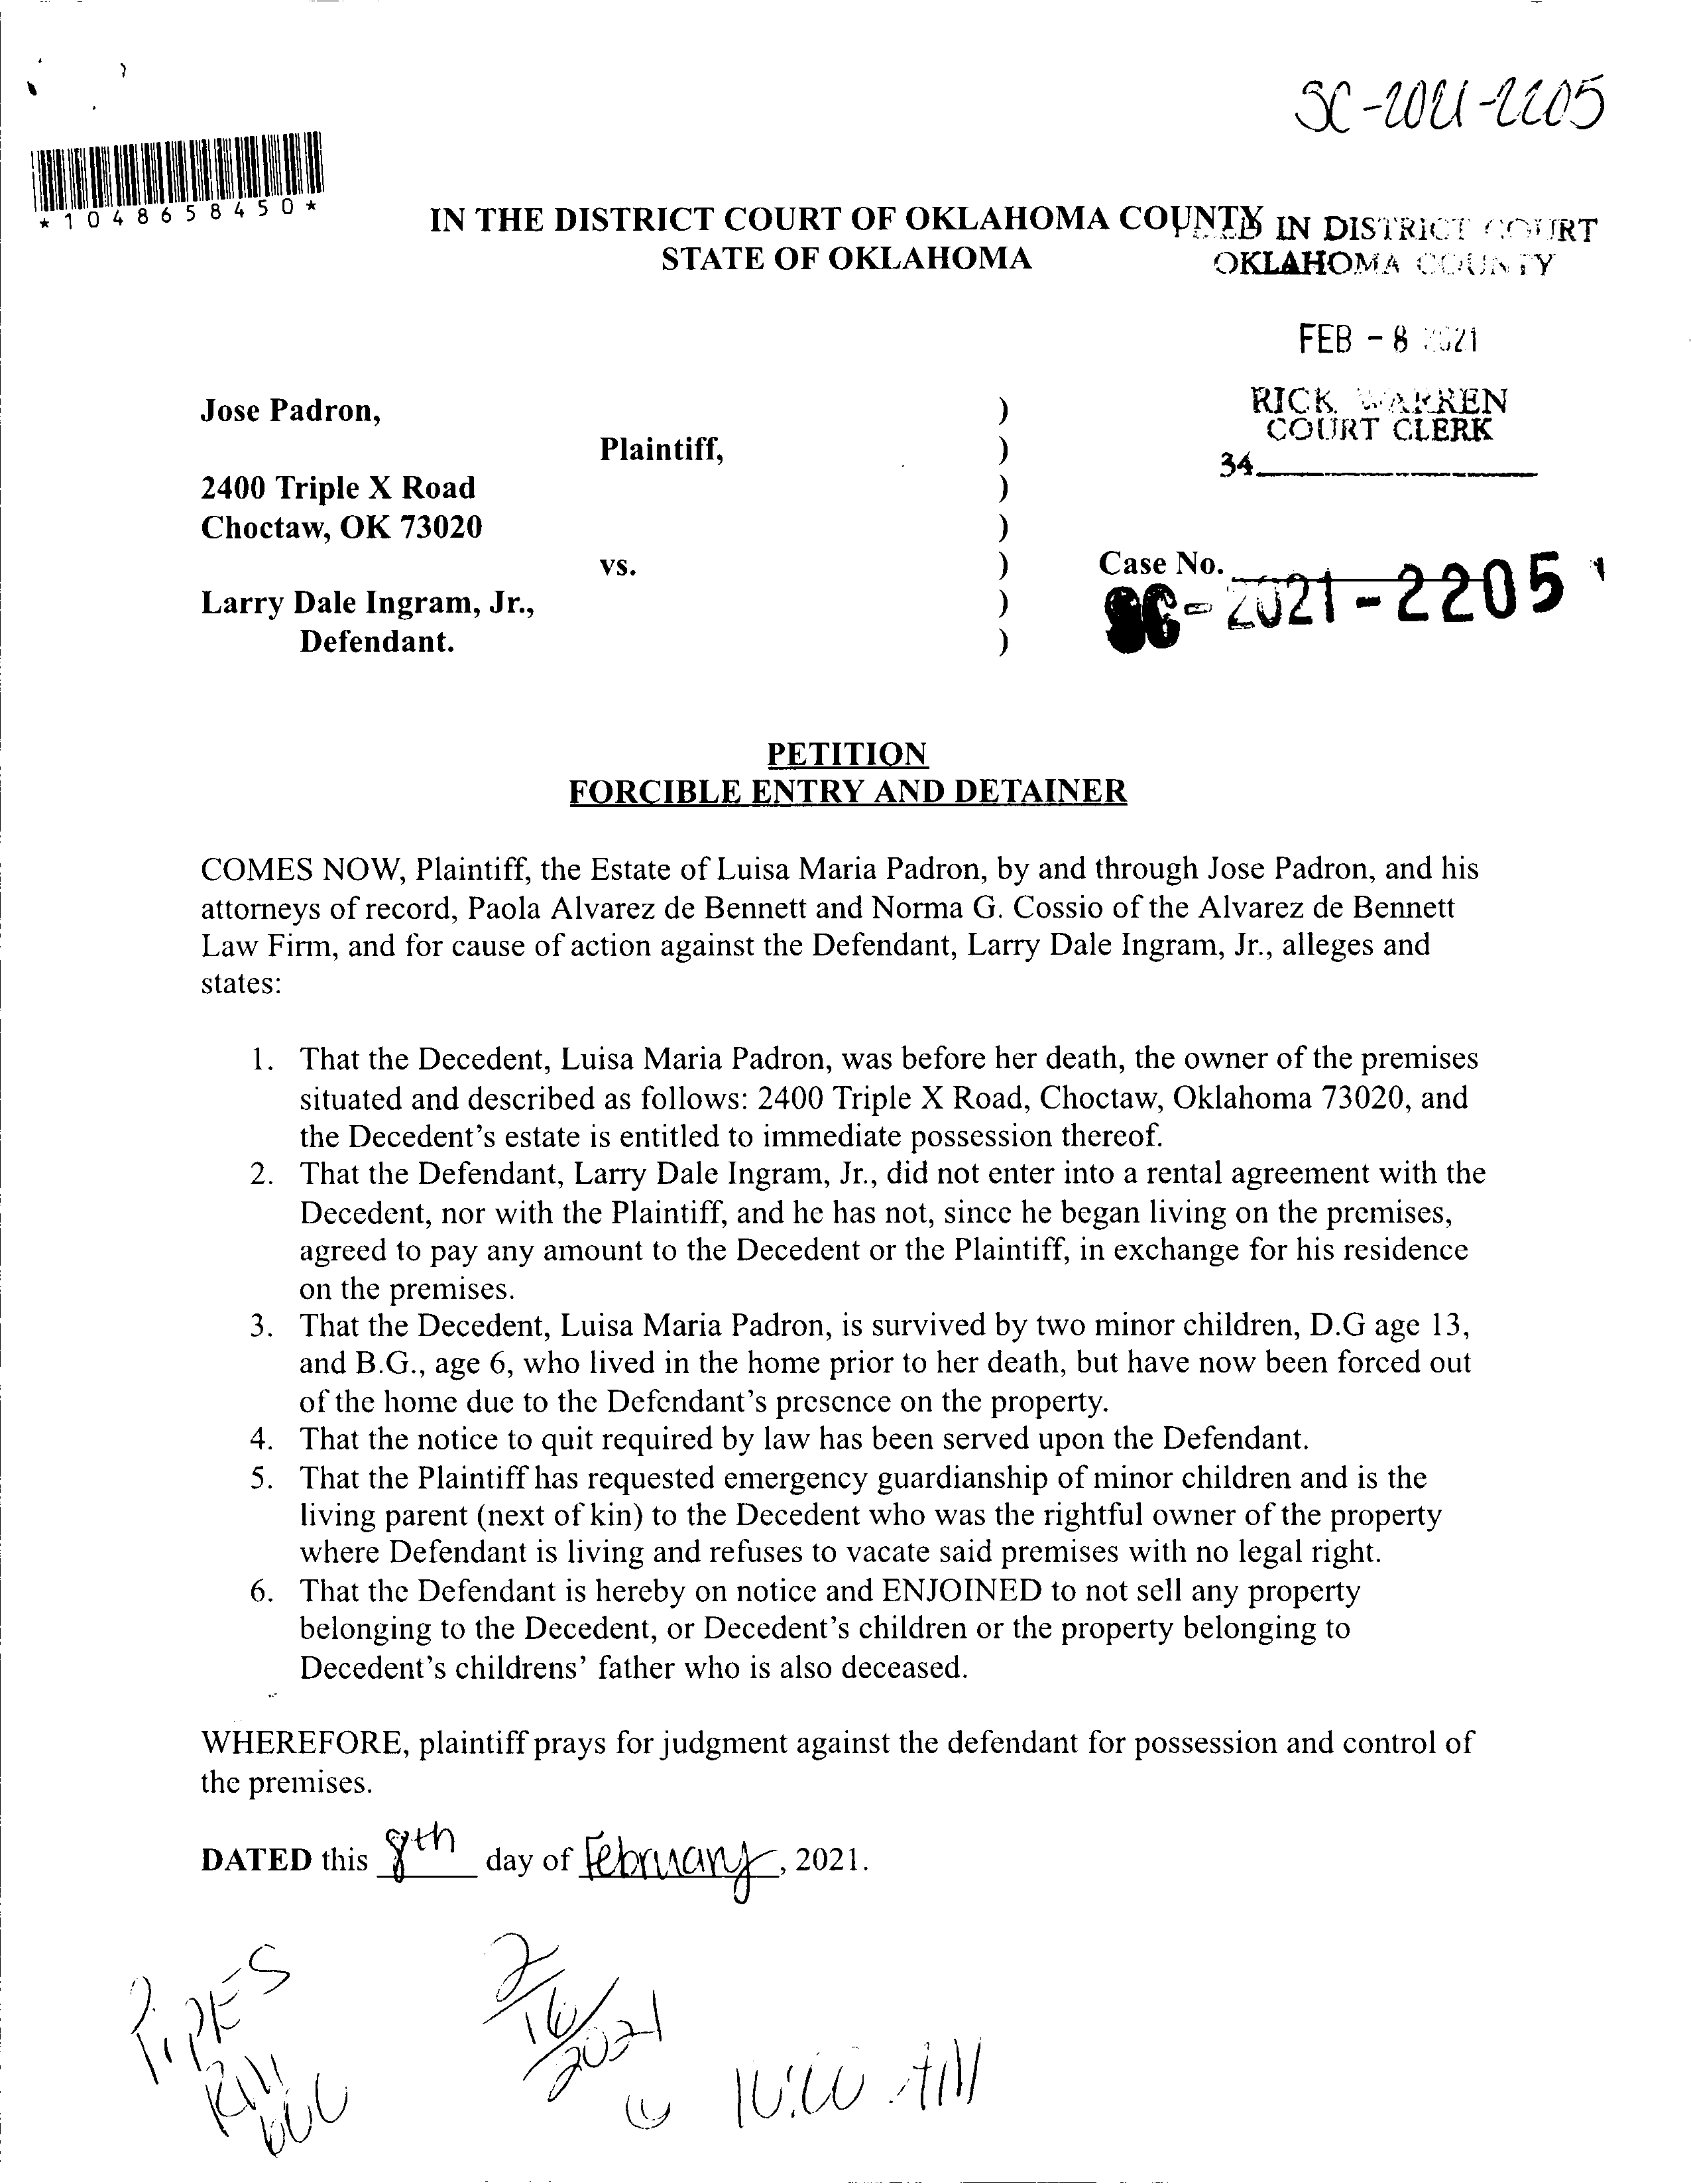 SC-2021-2205
*1048658450*
IN THE DISTRICT COURT OF OKLAHOMA COUNTY
IN DISTRICT COURT
STATE OF OKLAHOMA
OKLAHOMA COUNTY
FEB - 8 2021
RICK WARREN
COURT CLERK
34
Jose Padron,
Plaintiff,
2400 Triple X Road
Choctaw, OK 73020
vs.
Larry Dale Ingram, Jr.,
Defendant.
)
)
)
)
)
)
)
Case No.
SC-2021-2205
PETITION
FORCIBLE ENTRY AND DETAINER
COMES NOW, Plaintiff, the Estate of Luisa Maria Padron, by and through Jose Padron, and his
attorneys of record, Paola Alvarez de Bennett and Norma G. Cossio of the Alvarez de Bennett
Law Firm, and for cause of action against the Defendant, Larry Dale Ingram, Jr., alleges and
states:
1. That the Decedent, Luisa Maria Padron, was before her death, the owner of the premises
situated and described as follows: 2400 Triple X Road, Choctaw, Oklahoma 73020, and
the Decedent's estate is entitled to immediate possession thereof.
2. That the Defendant, Larry Dale Ingram, Jr., did not enter into a rental agreement with the
Decedent, nor with the Plaintiff, and he has not, since he began living on the premises,
agreed to pay any amount to the Decedent or the Plaintiff, in exchange for his residence
on the premises.
3. That the Decedent, Luisa Maria Padron, is survived by two minor children, D.G age 13,
and B.G., age 6, who lived in the home prior to her death, but have now been forced out
of the home due to the Defendant's presence on the property.
4. That the notice to quit required by law has been served upon the Defendant.
5. That the Plaintiff has requested emergency guardianship of minor children and is the
living parent (next of kin) to the Decedent who was the rightful owner of the property
where Defendant is living and refuses to vacate said premises with no legal right.
6. That the Defendant is hereby on notice and ENJOINED to not sell any property
belonging to the Decedent, or Decedent's children or the property belonging to
Decedent's childrens' father who is also deceased.
WHEREFORE, plaintiff prays for judgment against the defendant for possession and control of
the premises.
DATED this 8th day of February, 2021.
PIPES
2/16/2021
@ 10:00 AM